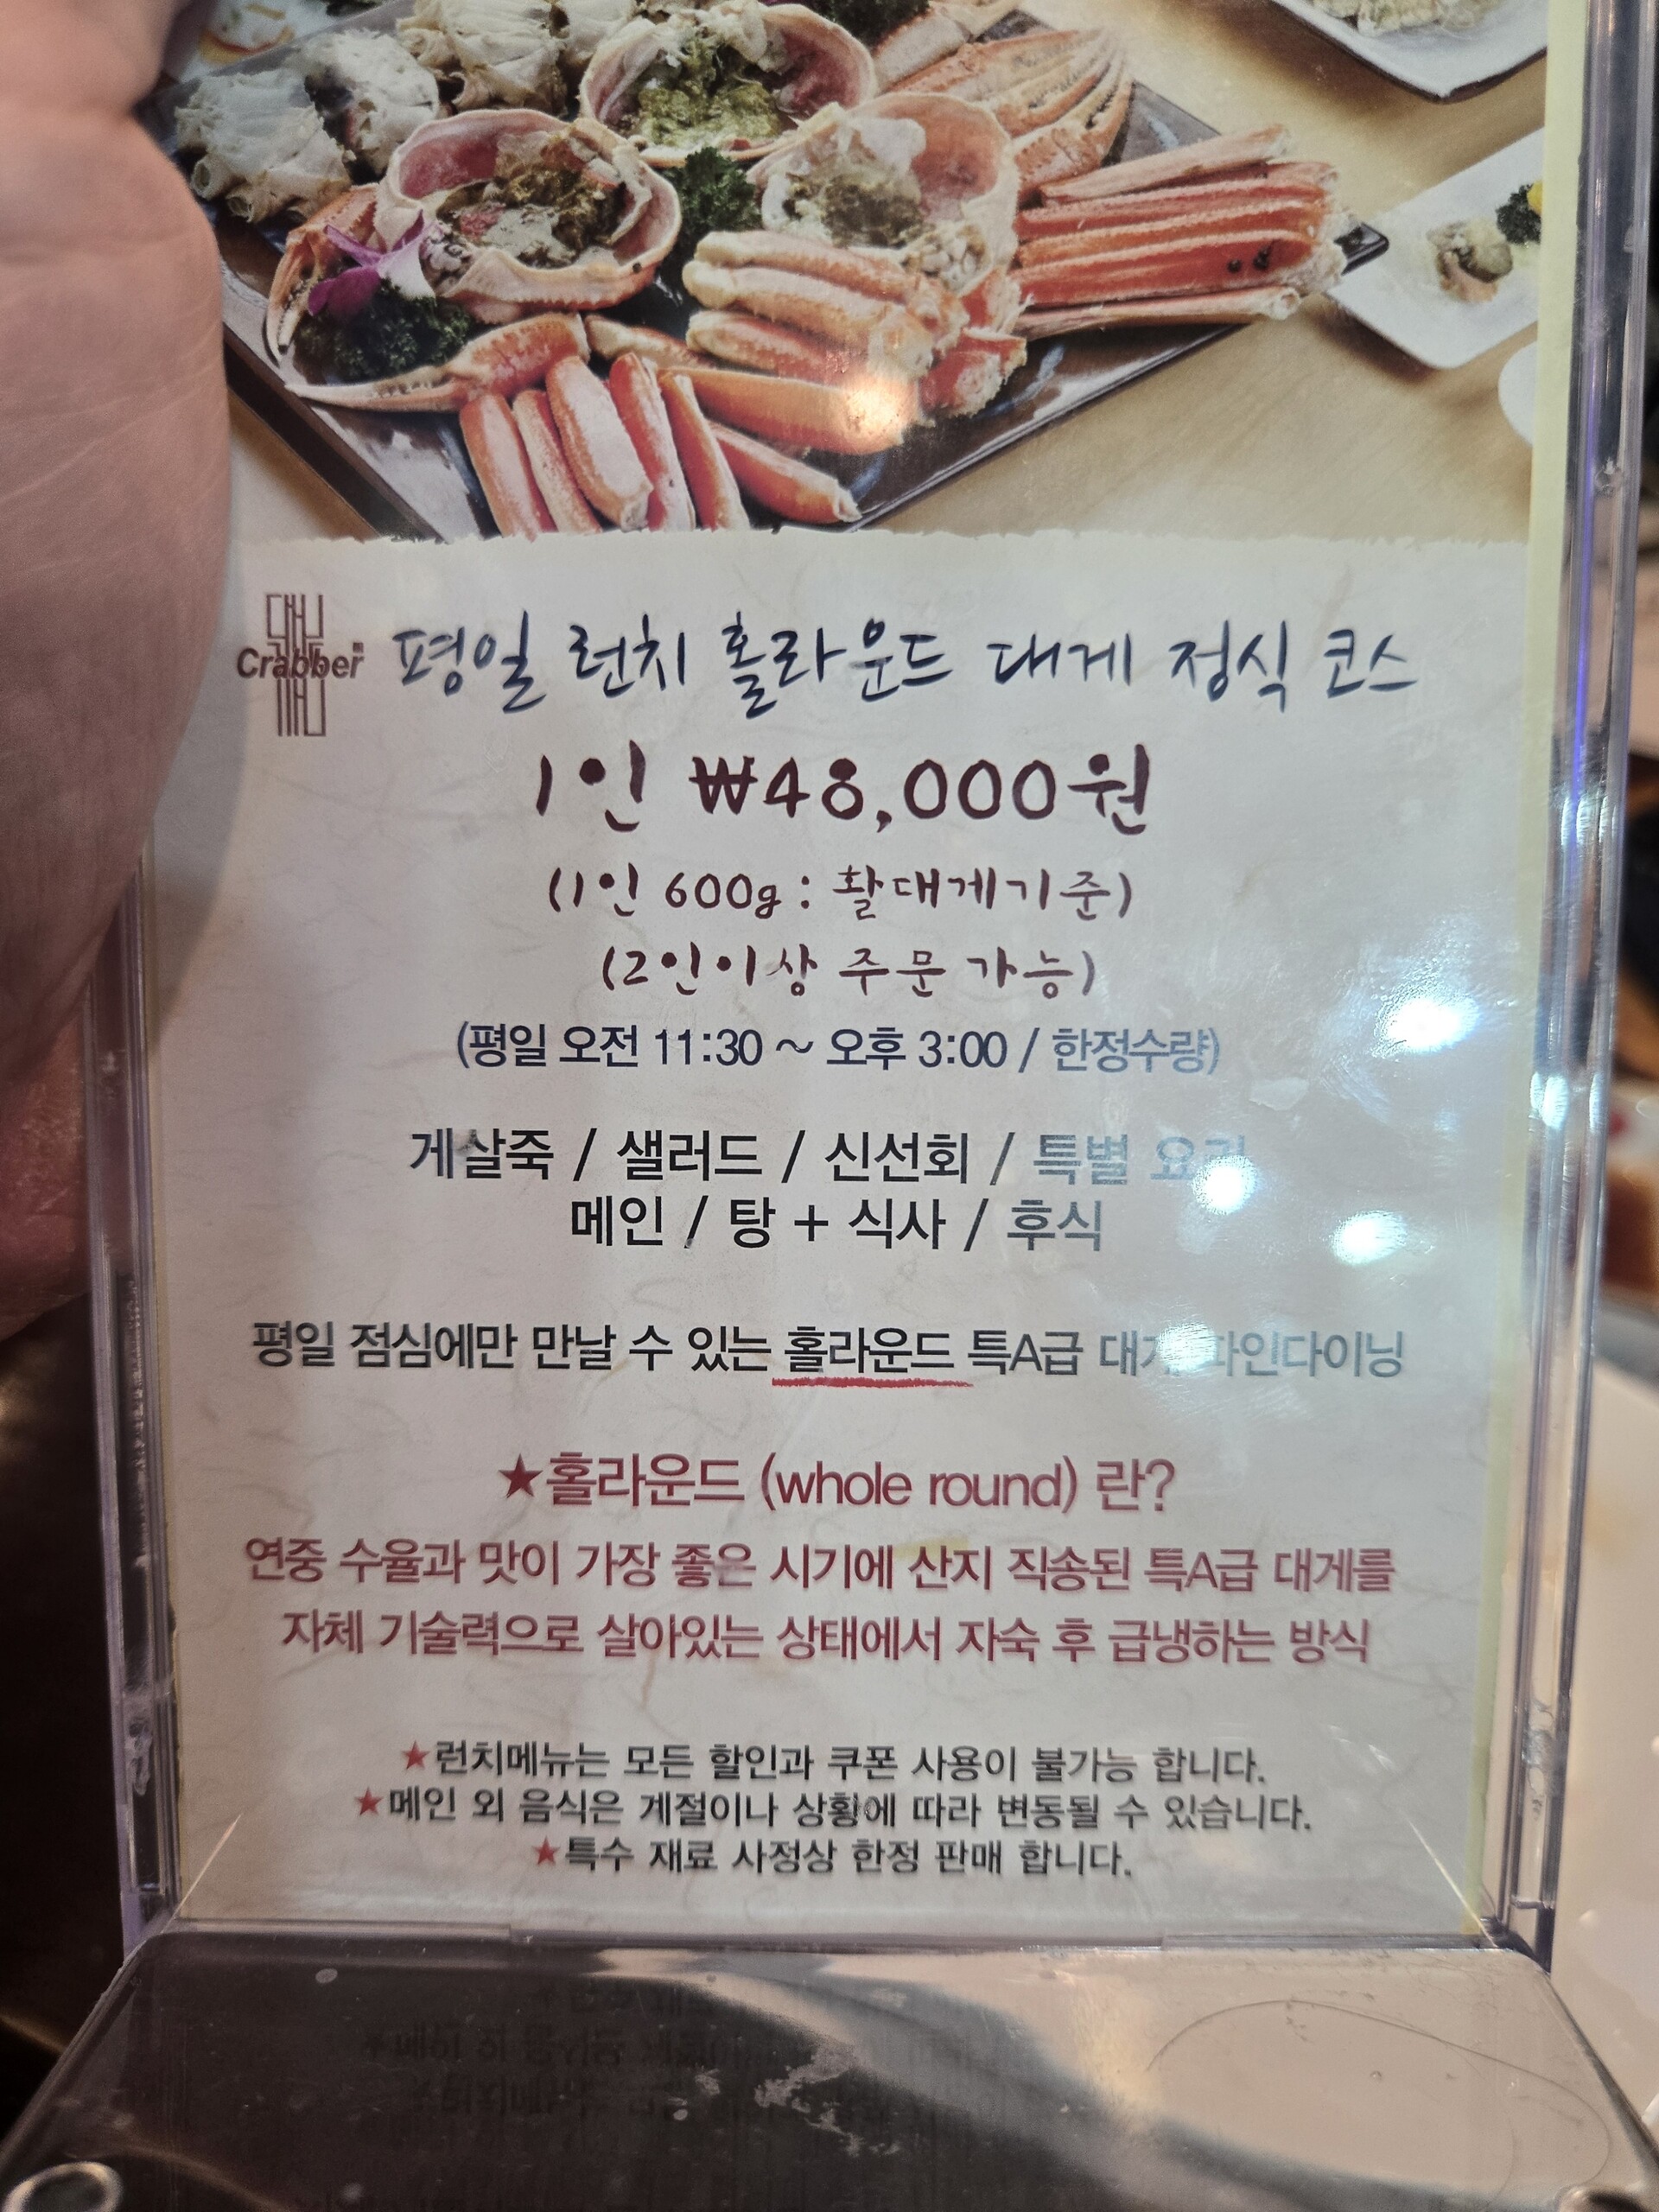 Crabber
평일 런치 홀라운드 대게 정식 코스
1인 ₩48,000원
(1인 600g : 활대게기준)
(2인이상 주문 가능)
(평일 오전 11:30 ~ 오후 3:00 / 한정수량)
게살죽 / 샐러드 / 신선회 / 특별 요리
메인 / 탕 + 식사 / 후식
평일 점심에만 만날 수 있는 홀라운드 특A급 대게 파인다이닝
★홀라운드 (whole round) 란?
연중 수율과 맛이 가장 좋은 시기에 산지 직송된 특A급 대게를
자체 기술력으로 살아있는 상태에서 자숙 후 급냉하는 방식
★런치메뉴는 모든 할인과 쿠폰 사용이 불가능 합니다.
★메인 외 음식은 계절이나 상황에 따라 변동될 수 있습니다.
★특수 재료 사정상 한정 판매 합니다.